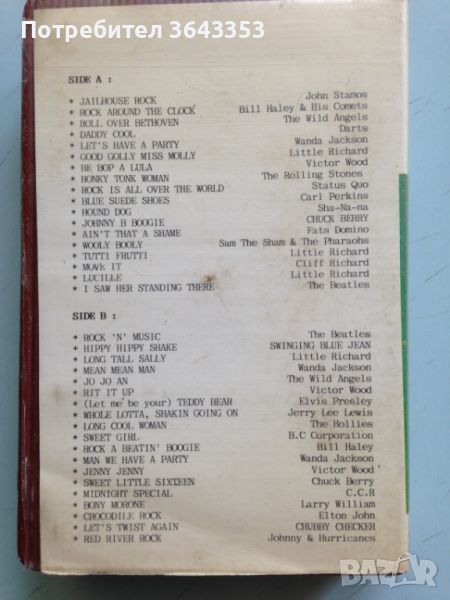 Потребител 3643353
SIDE A :
* JAILHOUSE ROCK John Stamos
* ROCK AROUND THE CLOCK Bill Haley & His Comets
* ROLL OVER BETHOVEN The Wild Angels
* DADDY COOL Darts
* LET'S HAVE A PARTY Wanda Jackson
* GOOD GOLLY MISS MOLLY Little Richard
* BE BOP A LULA Victor Wood
* HONKY TONK WOMAN The Rolling Stones
* ROCK IS ALL OVER THE WORLD Status Quo
* BLUE SUEDE SHOES Carl Perkins
* HOUND DOG Sha-Na-na
* JOHNNY B BOOGIE CHUCK BERRY
* AIN'T THAT A SHAME Fats Domino
* WOOLY BOOLY Sam The Sham & The Pharaohs
* TUTTI FRUTTI Little Richard
* MOVE IT Cliff Richard
* LUCILLE Little Richard
* I SAW HER STANDING THERE The Beatles
SIDE B :
* ROCK 'N' MUSIC The Beatles
* HIPPY HIPPY SHAKE SWINGING BLUE JEAN
* LONG TALL SALLY Little Richard
* MEAN MEAN MAN Wanda Jackson
* JO JO AN The Wild Angels
* RIT IT UP Victor Wood
* (Let me be your) TEDDY BEAR Elvis Presley
* WHOLE LOTTA, SHAKIN GOING ON Jerry Lee Lewis
* LONG COOL WOMAN The Hollies
* SWEET GIRL B.C Corporation
* ROCK A BEATIN' BOOGIE Bill Haley
* MAN WE HAVE A PARTY Wanda Jackson
* JENNY JENNY Victor Wood
* SWEET LITTLE SIXTEEN Chuck Berry
* MIDNIGHT SPECIAL C.C.R
* BONY MORONE Larry William
* CROCODILE ROCK Elton John
* LET'S TWIST AGAIN CHUBBY CHECKER
* RED RIVER ROCK Johnny & Hurricanes
BAZAR